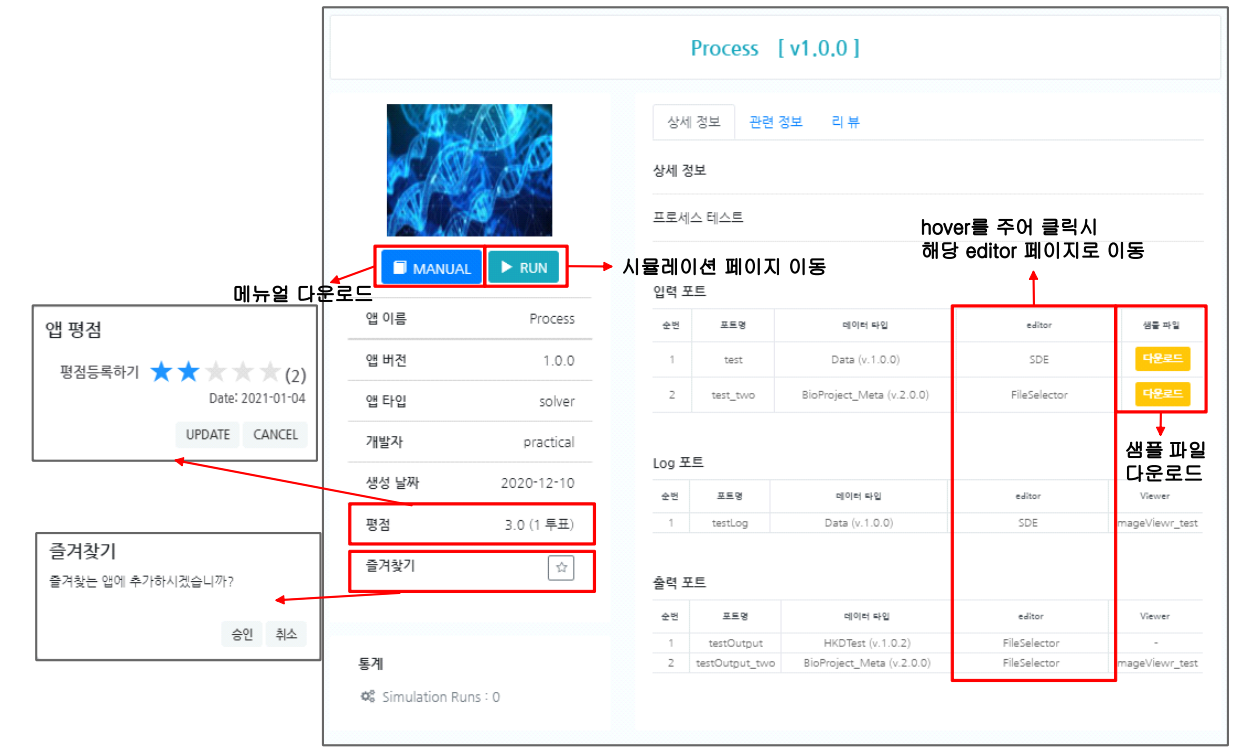 Process [ v1.0.0 ]
MANUAL
RUN
메뉴얼 다운로드
시뮬레이션 페이지 이동
앱 이름 Process
앱 버전 1.0.0
앱 타입 solver
개발자 practical
생성 날짜 2020-12-10
평점 3.0 (1 투표)
즐겨찾기
통계
Simulation Runs : 0
앱 평점
평점등록하기 (2)
Date: 2021-01-04
UPDATE CANCEL
즐겨찾기
즐겨찾는 앱에 추가하시겠습니까?
승인 취소
상세 정보 관련 정보 리 뷰
상세 정보
프로세스 테스트
hover를 주어 클릭시
해당 editor 페이지로 이동
입력 포트
순번 포트명 데이터 타입 editor 샘플 파일
1 test Data (v.1.0.0) SDE 다운로드
2 test_two BioProject_Meta (v.2.0.0) FileSelector 다운로드
샘플 파일
다운로드
Log 포트
순번 포트명 데이터 타입 editor Viewer
1 testLog Data (v.1.0.0) SDE mageViewr_test
출력 포트
순번 포트명 데이터 타입 editor Viewer
1 testOutput HKDTest (v.1.0.2) FileSelector -
2 testOutput_two BioProject_Meta (v.2.0.0) FileSelector mageViewr_test